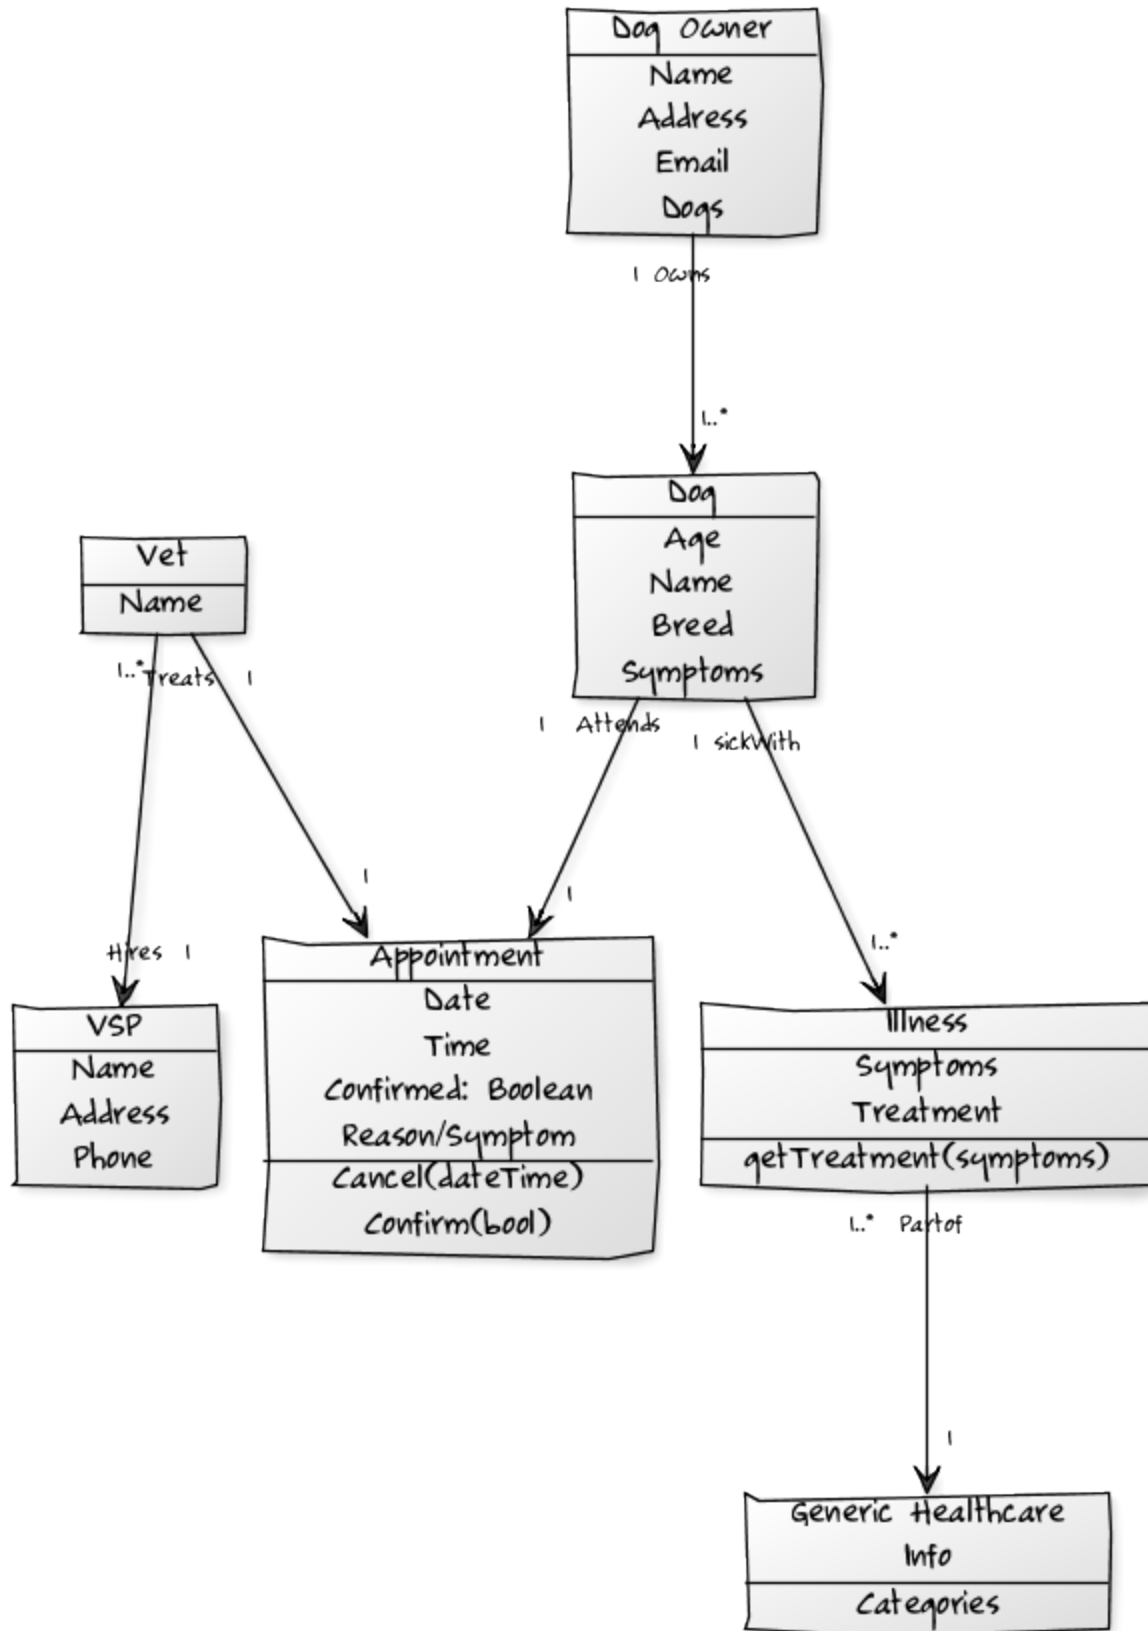 Dog Owner
Name
Address
Email
Dogs
1 Owns
1..*
Dog
Age
Name
Breed
Symptoms
Vet
Name
1..* Treats 1
1 Attends
1 sickWith
1
1
1..*
Hires 1
Appointment
Date
Time
Confirmed: Boolean
Reason/Symptom
Cancel(dateTime)
Confirm(bool)
VSP
Name
Address
Phone
Illness
Symptoms
Treatment
getTreatment(symptoms)
1..* Partof
1
Generic Healthcare
Info
Categories